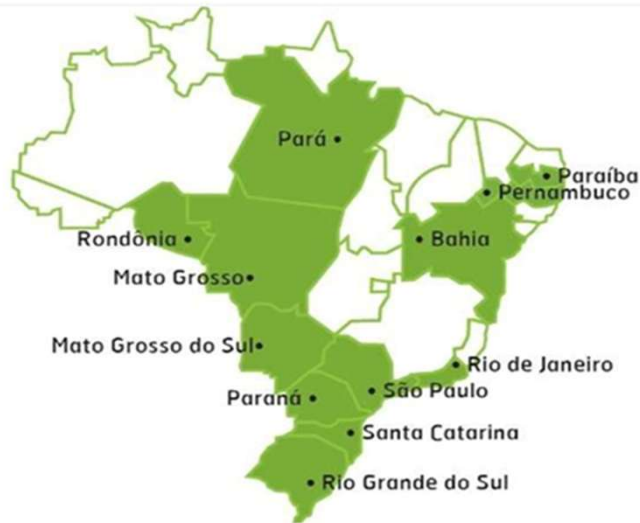 Pará
Paraíba
Pernambuco
Rondônia
Bahia
Mato Grosso
Mato Grosso do Sul
Rio de Janeiro
São Paulo
Paraná
Santa Catarina
Rio Grande do Sul